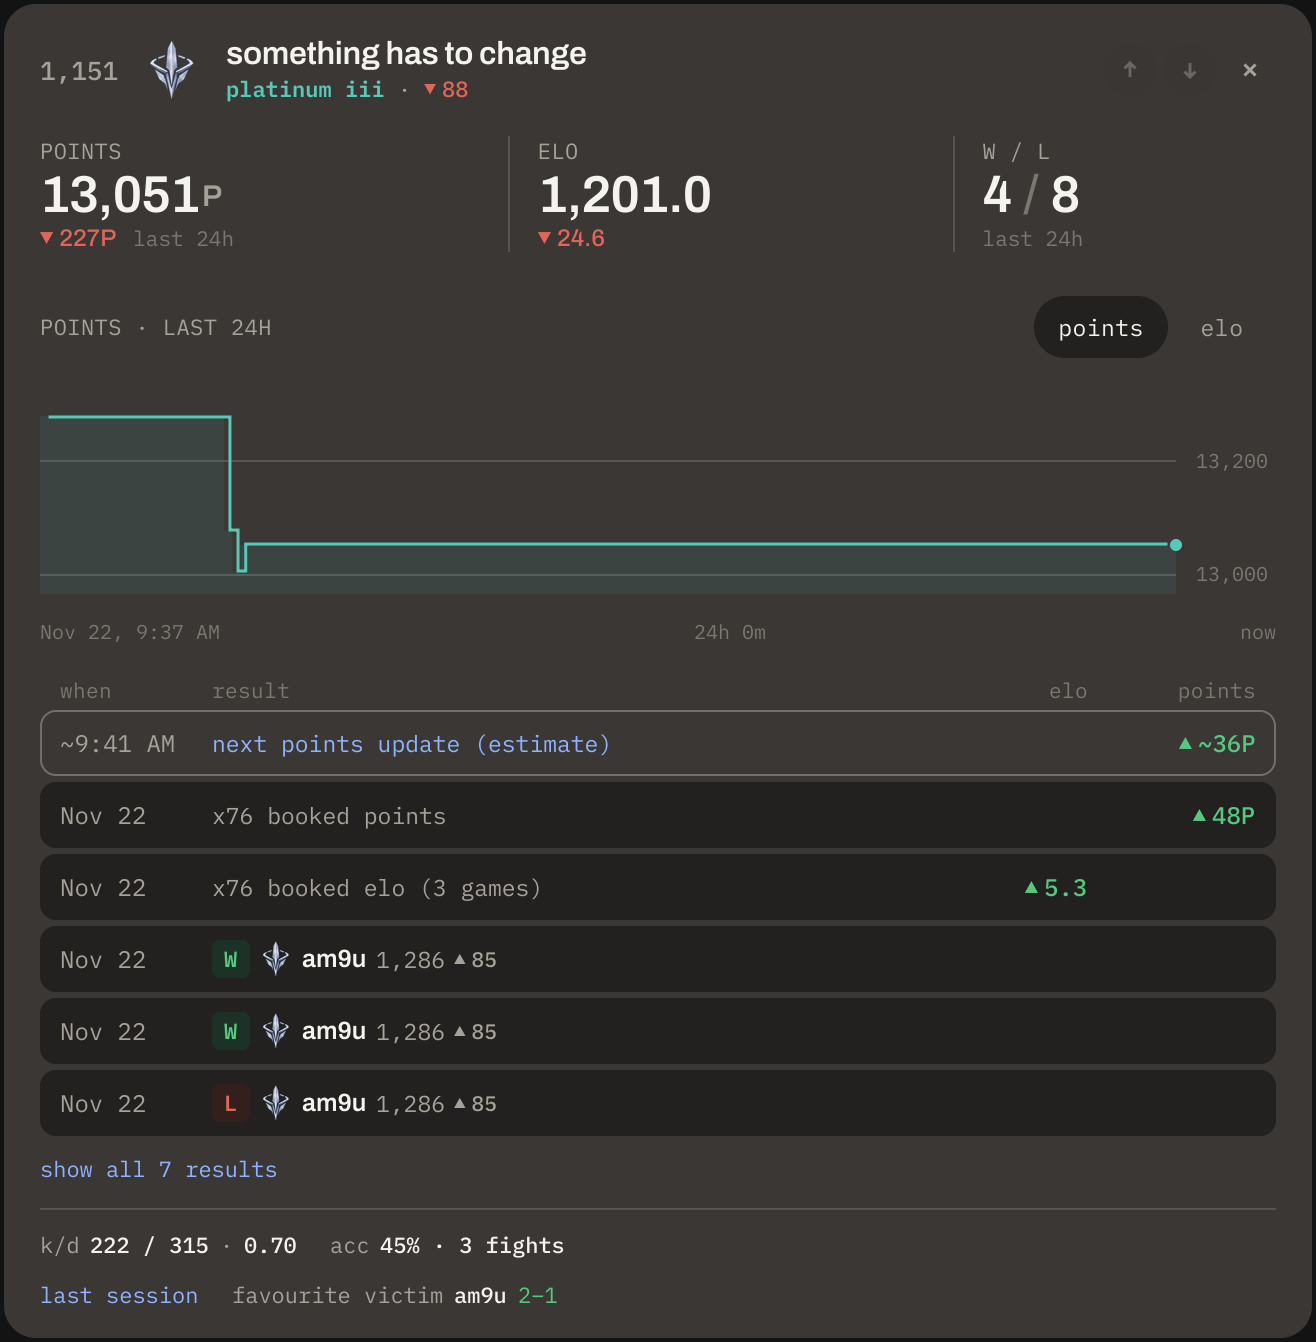 1,151
something has to change
platinum iii · ▼88
↑ ↓ ×
POINTS ELO W / L
13,051P 1,201.0 4 / 8
▼227P last 24h ▼24.6 last 24h
POINTS · LAST 24H points elo
13,200
13,000
Nov 22, 9:37 AM 24h 0m now
when result elo points
~9:41 AM next points update (estimate) ▲~36P
Nov 22 x76 booked points ▲48P
Nov 22 x76 booked elo (3 games) ▲5.3
Nov 22 W am9u 1,286 ▲85
Nov 22 W am9u 1,286 ▲85
Nov 22 L am9u 1,286 ▲85
show all 7 results
k/d 222 / 315 · 0.70 acc 45% · 3 fights
last session favourite victim am9u 2–1